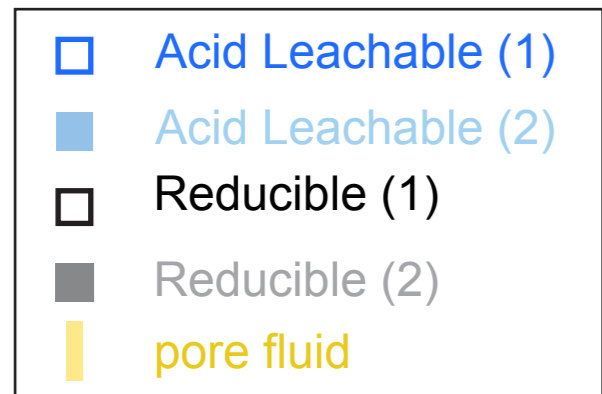 Acid Leachable (1)
Acid Leachable (2)
Reducible (1)
Reducible (2)
pore fluid